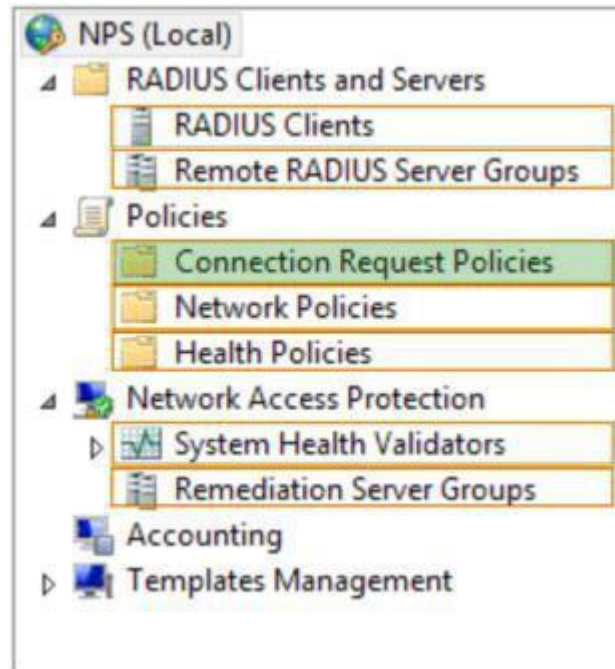 NPS (Local)
RADIUS Clients and Servers
RADIUS Clients
Remote RADIUS Server Groups
Policies
Connection Request Policies
Network Policies
Health Policies
Network Access Protection
System Health Validators
Remediation Server Groups
Accounting
Templates Management